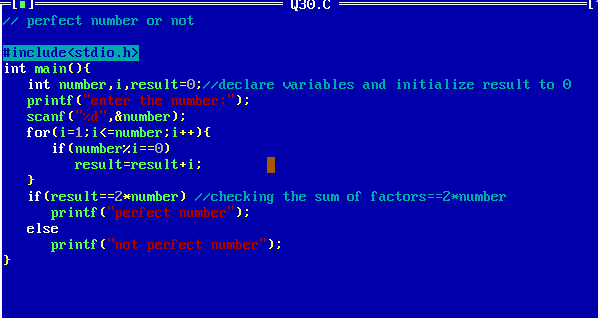 [■] Q30.C [
// perfect number or not
#include<stdio.h>
int main(){
int number,i,result=0;//declare variables and initialize result to 0
printf("enter the number:");
scanf("%d",&number);
for(i=1;i<=number;i++){
if(number%i==0)
result=result+i;
}
if(result==2*number) //checking the sum of factors==2*number
printf("perfect number");
else
printf("not perfect number");
}